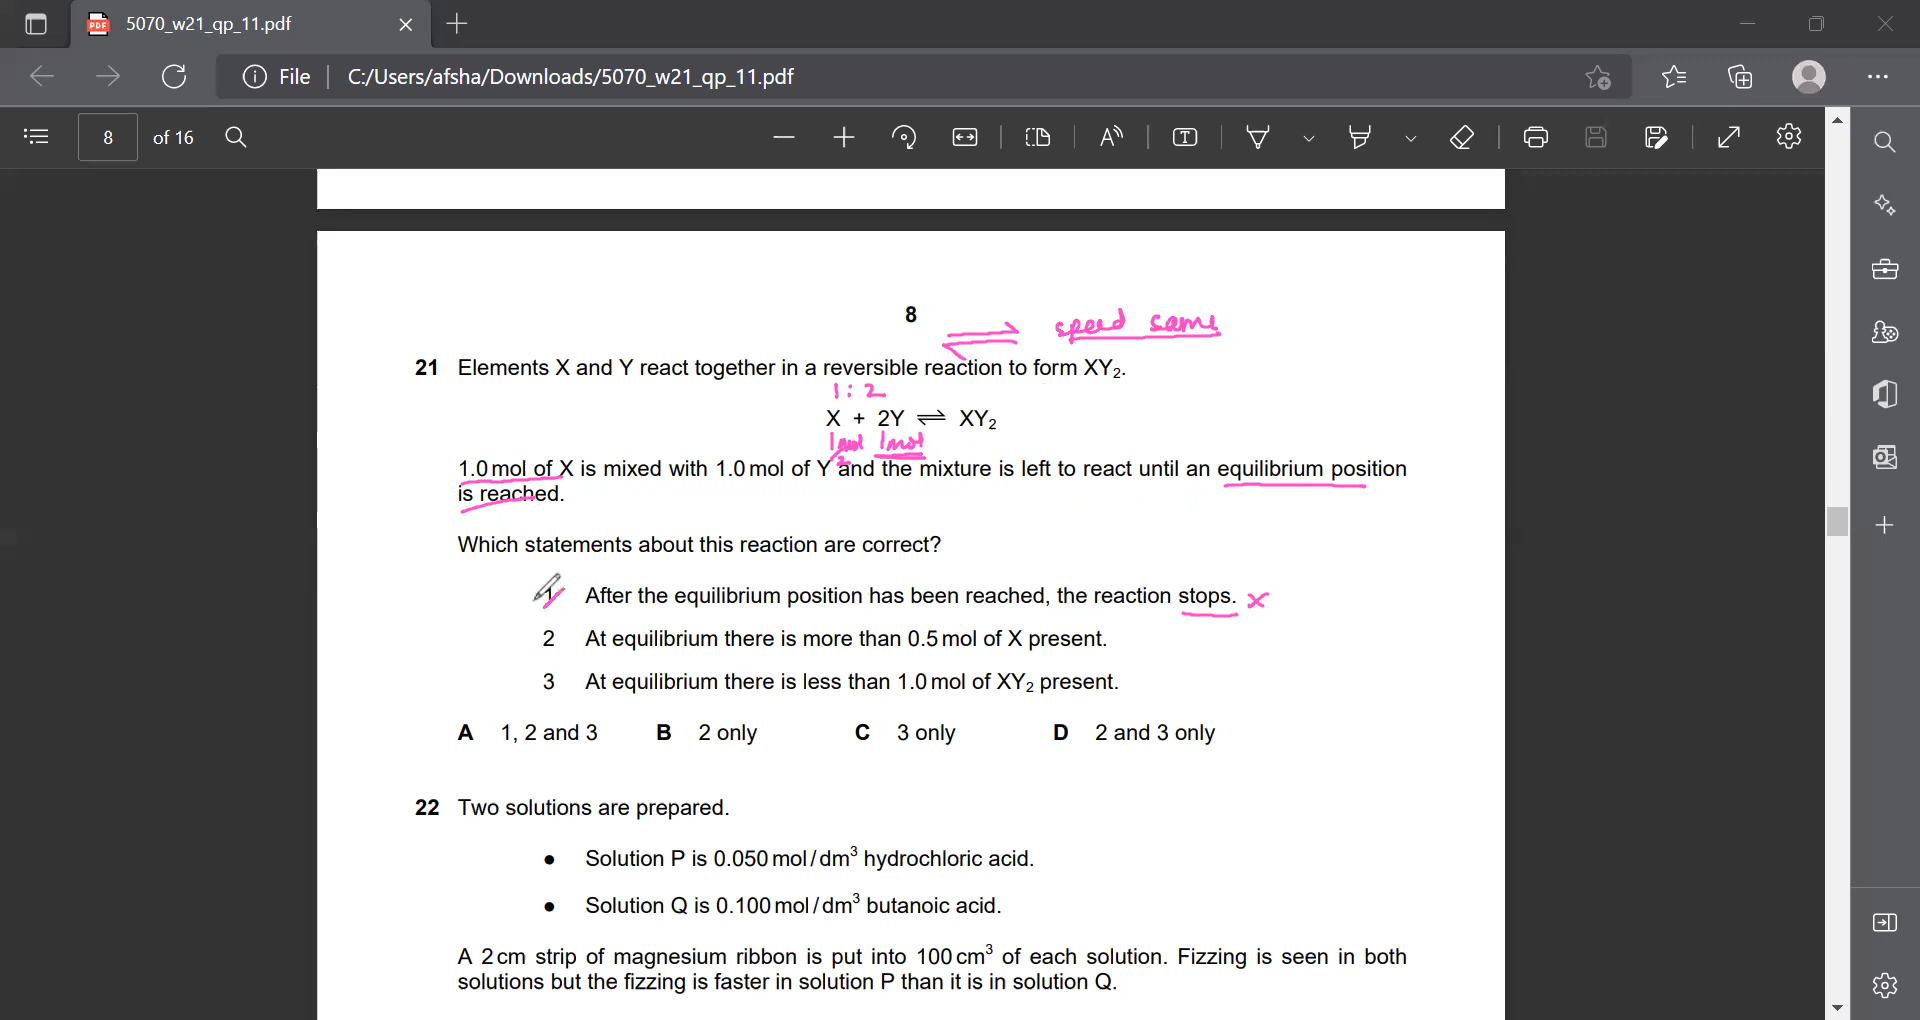 5070_w21_qp_11.pdf
File C:/Users/afsha/Downloads/5070_w21_qp_11.pdf
8 of 16
8
speed same
21 Elements X and Y react together in a reversible reaction to form XY₂.
1 : 2
X + 2Y ⇌ XY₂
1 mol 1 mol
2
1.0 mol of X is mixed with 1.0 mol of Y and the mixture is left to react until an equilibrium position
is reached.
Which statements about this reaction are correct?
1 After the equilibrium position has been reached, the reaction stops. x
2 At equilibrium there is more than 0.5 mol of X present.
3 At equilibrium there is less than 1.0 mol of XY₂ present.
A 1, 2 and 3 B 2 only C 3 only D 2 and 3 only
22 Two solutions are prepared.
● Solution P is 0.050 mol/dm³ hydrochloric acid.
● Solution Q is 0.100 mol/dm³ butanoic acid.
A 2 cm strip of magnesium ribbon is put into 100 cm³ of each solution. Fizzing is seen in both
solutions but the fizzing is faster in solution P than it is in solution Q.